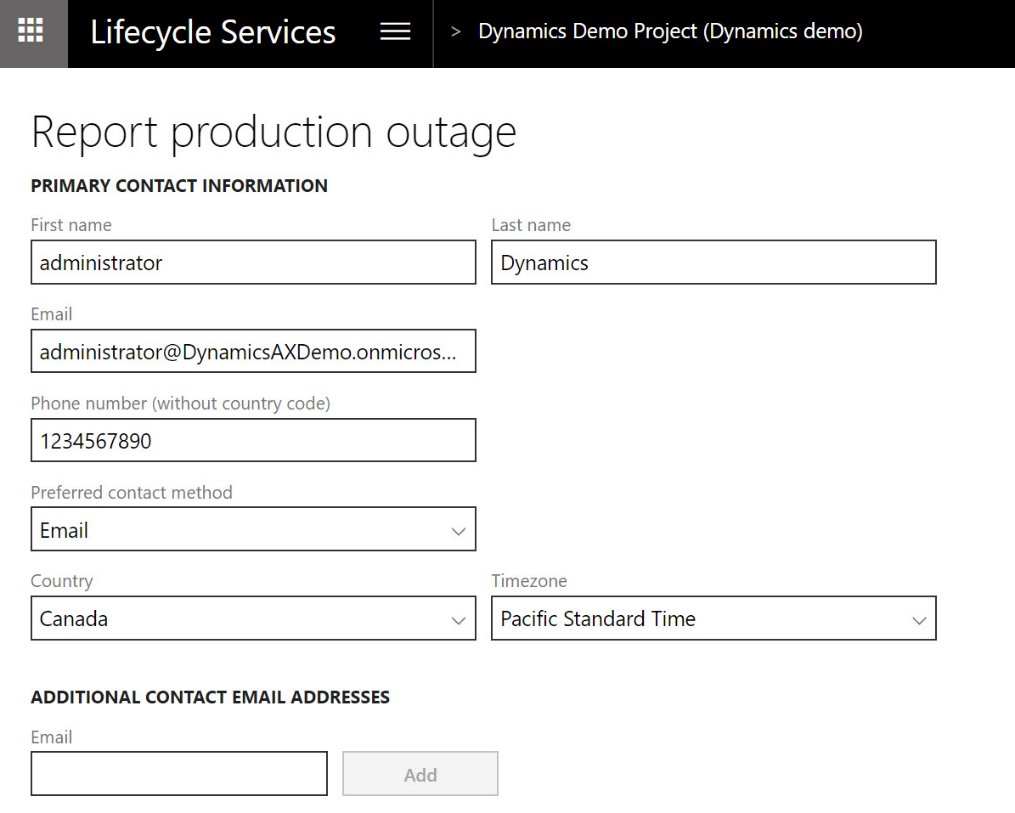 Lifecycle Services > Dynamics Demo Project (Dynamics demo)
Report production outage
PRIMARY CONTACT INFORMATION
First name Last name
administrator Dynamics
Email
administrator@DynamicsAXDemo.onmicros...
Phone number (without country code)
1234567890
Preferred contact method
Email
Country Timezone
Canada Pacific Standard Time
ADDITIONAL CONTACT EMAIL ADDRESSES
Email
Add